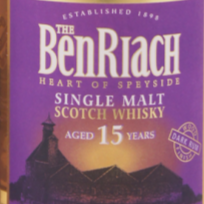 ESTABLISHED 1898
THE
BENRIACH
HEART OF SPEYSIDE
SINGLE MALT
SCOTCH WHISKY
AGED 15 YEARS
DARK RUM